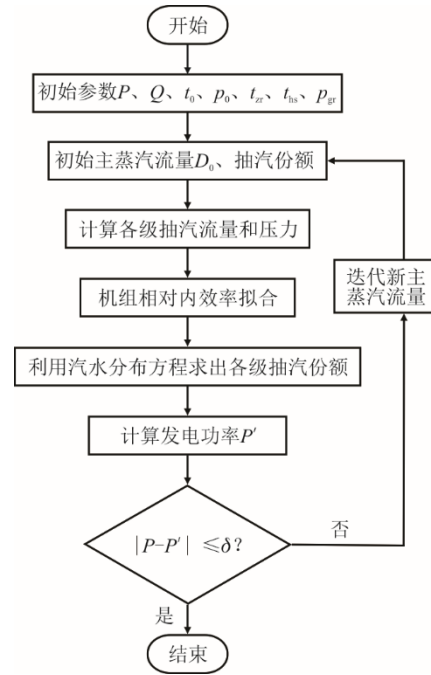 开始
初始参数P、Q、t₀、p₀、t_zr、t_hs、p_gr
初始主蒸汽流量D₀、抽汽份额
计算各级抽汽流量和压力
机组相对内效率拟合
利用汽水分布方程求出各级抽汽份额
计算发电功率P′
|P−P′| ≤δ?
否
迭代新主
蒸汽流量
是
结束